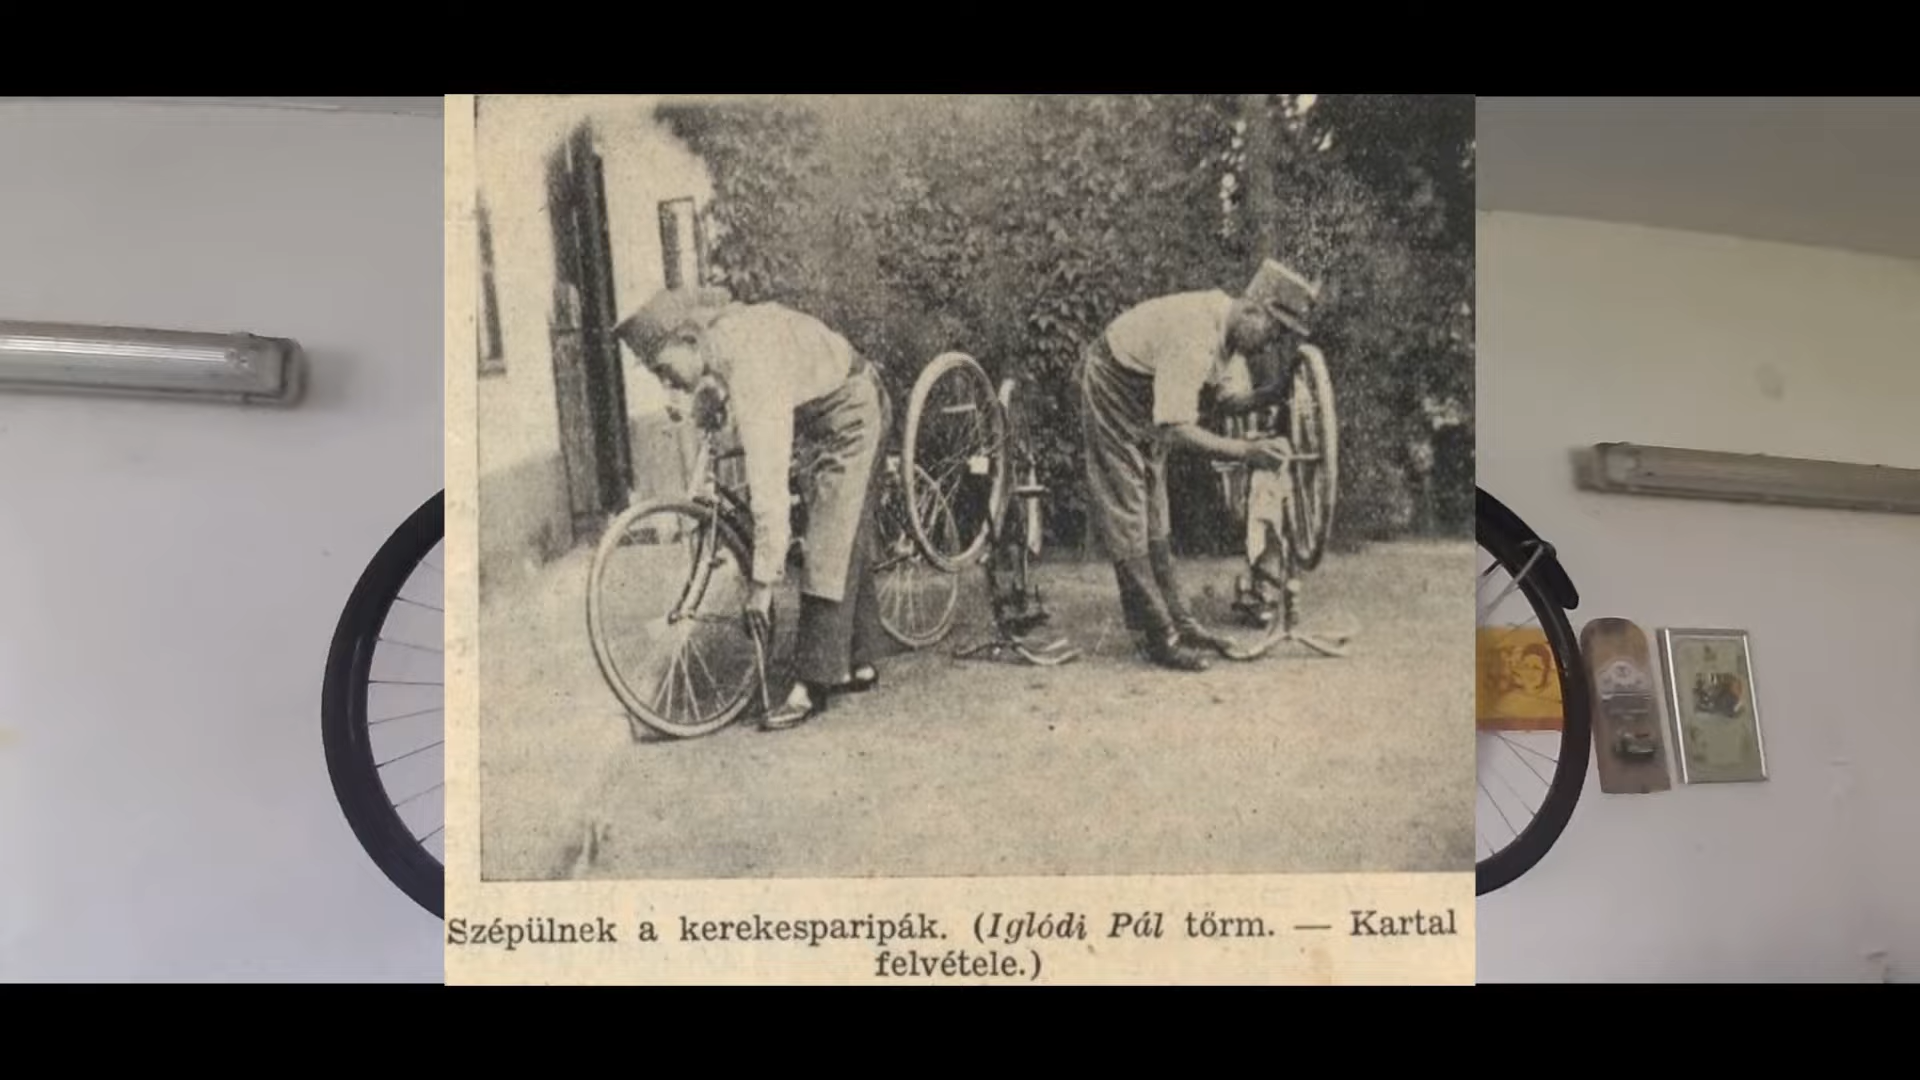 Szépülnek a kerekesparipák. (Iglódi Pál törm. — Kartal
felvétele.)